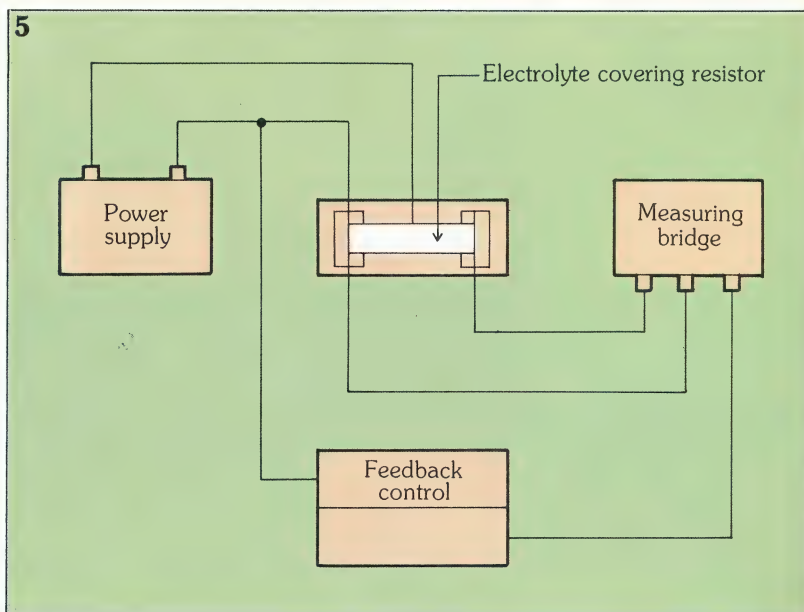 5
Electrolyte covering resistor
Power
supply
Measuring
bridge
Feedback
control